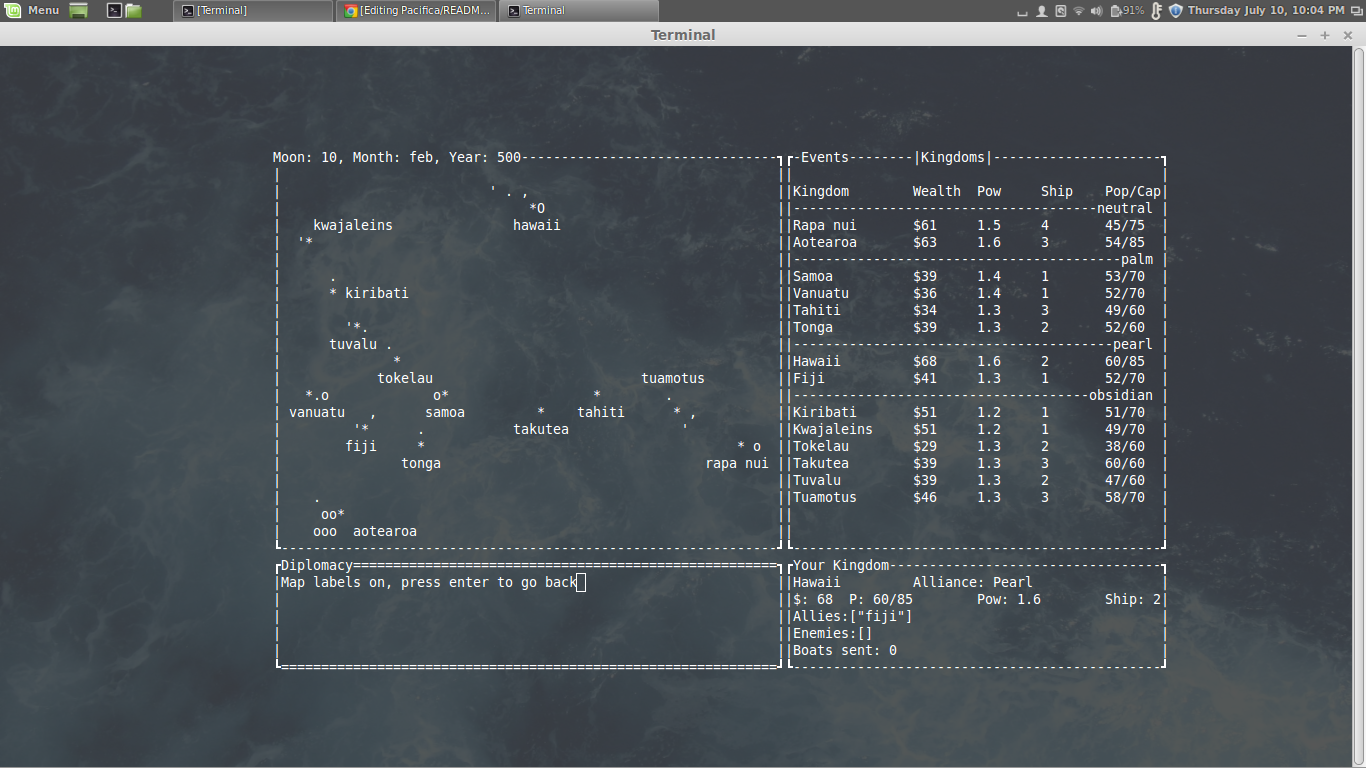 Menu [Terminal] [Editing Pacifica/READM... Terminal 91% Thursday July 10, 10:04 PM
Terminal
Moon: 10, Month: feb, Year: 500--------------------------------
' . ,
*O
kwajaleins hawaii
'*
.
* kiribati
'*.
tuvalu .
*
tokelau tuamotus
*.o o* * .
vanuatu , samoa * tahiti * ,
'* . takutea '
fiji * * o
tonga rapa nui
.
oo*
ooo aotearoa
-Events--------|Kingdoms|---------------------
Kingdom Wealth Pow Ship Pop/Cap
--------------------------------------neutral
Rapa nui $61 1.5 4 45/75
Aotearoa $63 1.6 3 54/85
-----------------------------------------palm
Samoa $39 1.4 1 53/70
Vanuatu $36 1.4 1 52/70
Tahiti $34 1.3 3 49/60
Tonga $39 1.3 2 52/60
----------------------------------------pearl
Hawaii $68 1.6 2 60/85
Fiji $41 1.3 1 52/70
-------------------------------------obsidian
Kiribati $51 1.2 1 51/70
Kwajaleins $51 1.2 1 49/70
Tokelau $29 1.3 2 38/60
Takutea $39 1.3 3 60/60
Tuvalu $39 1.3 2 47/60
Tuamotus $46 1.3 3 58/70
Diplomacy=====================================================
Map labels on, press enter to go back
Your Kingdom----------------------------------
Hawaii Alliance: Pearl
$: 68 P: 60/85 Pow: 1.6 Ship: 2
Allies:["fiji"]
Enemies:[]
Boats sent: 0